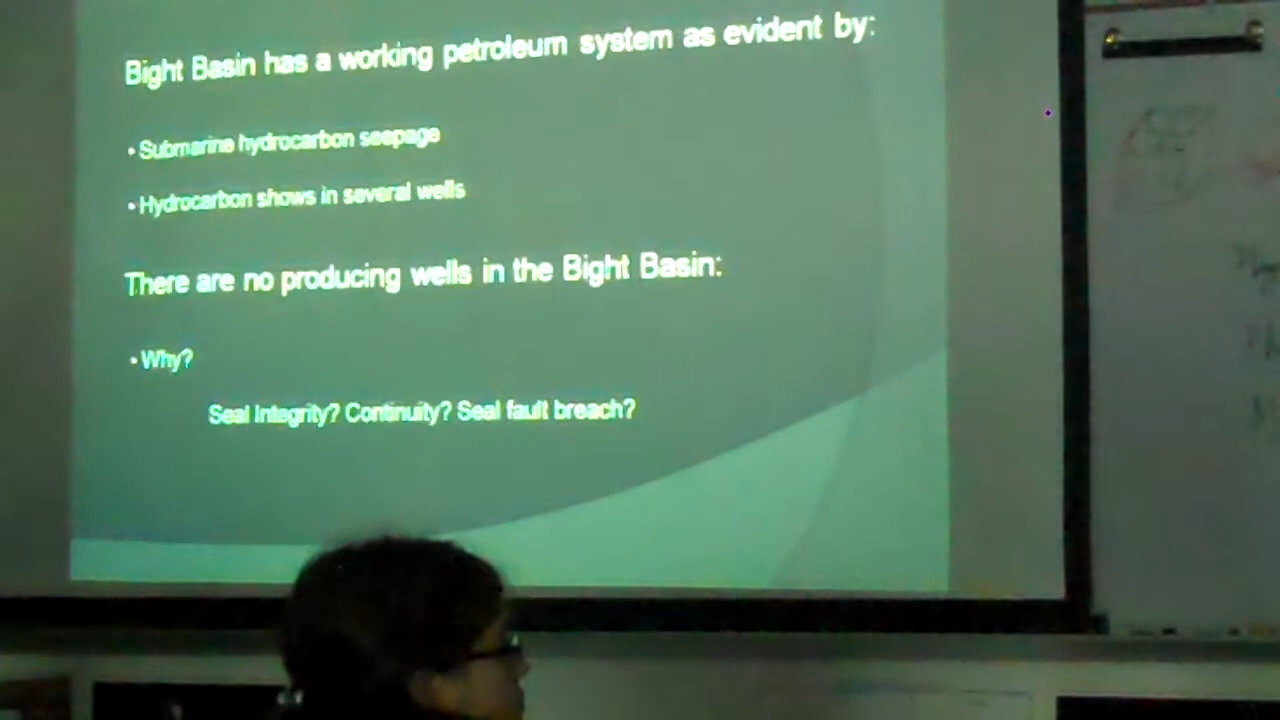 Bight Basin has a working petroleum system as evident by:
• Submarine hydrocarbon seepage
• Hydrocarbon shows in several wells
There are no producing wells in the Bight Basin:
• Why?
Seal Integrity? Continuity? Seal fault breach?